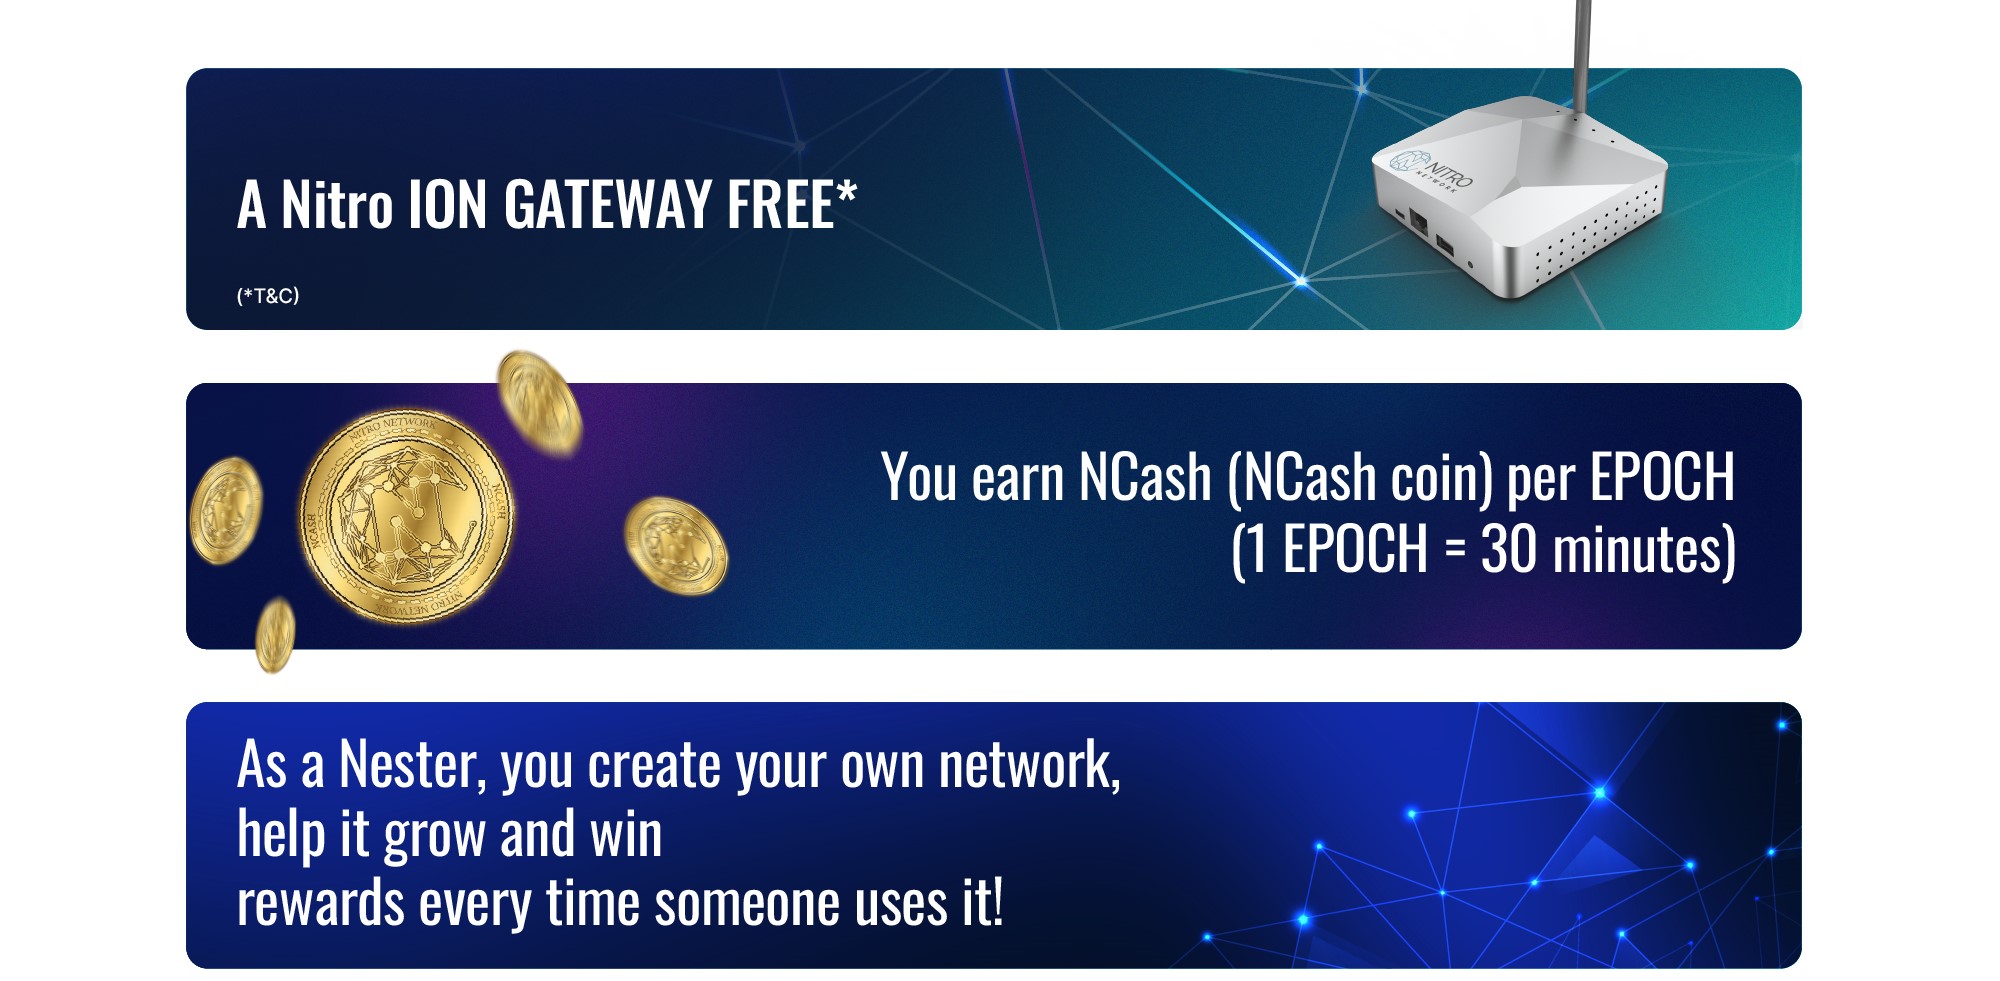 A Nitro ION GATEWAY FREE*
(*T&C)
NITRO
NETWORK
NITRO NETWORK
NCASH
NCASH
NITRO NETWORK
You earn NCash (NCash coin) per EPOCH
(1 EPOCH = 30 minutes)
As a Nester, you create your own network,
help it grow and win
rewards every time someone uses it!